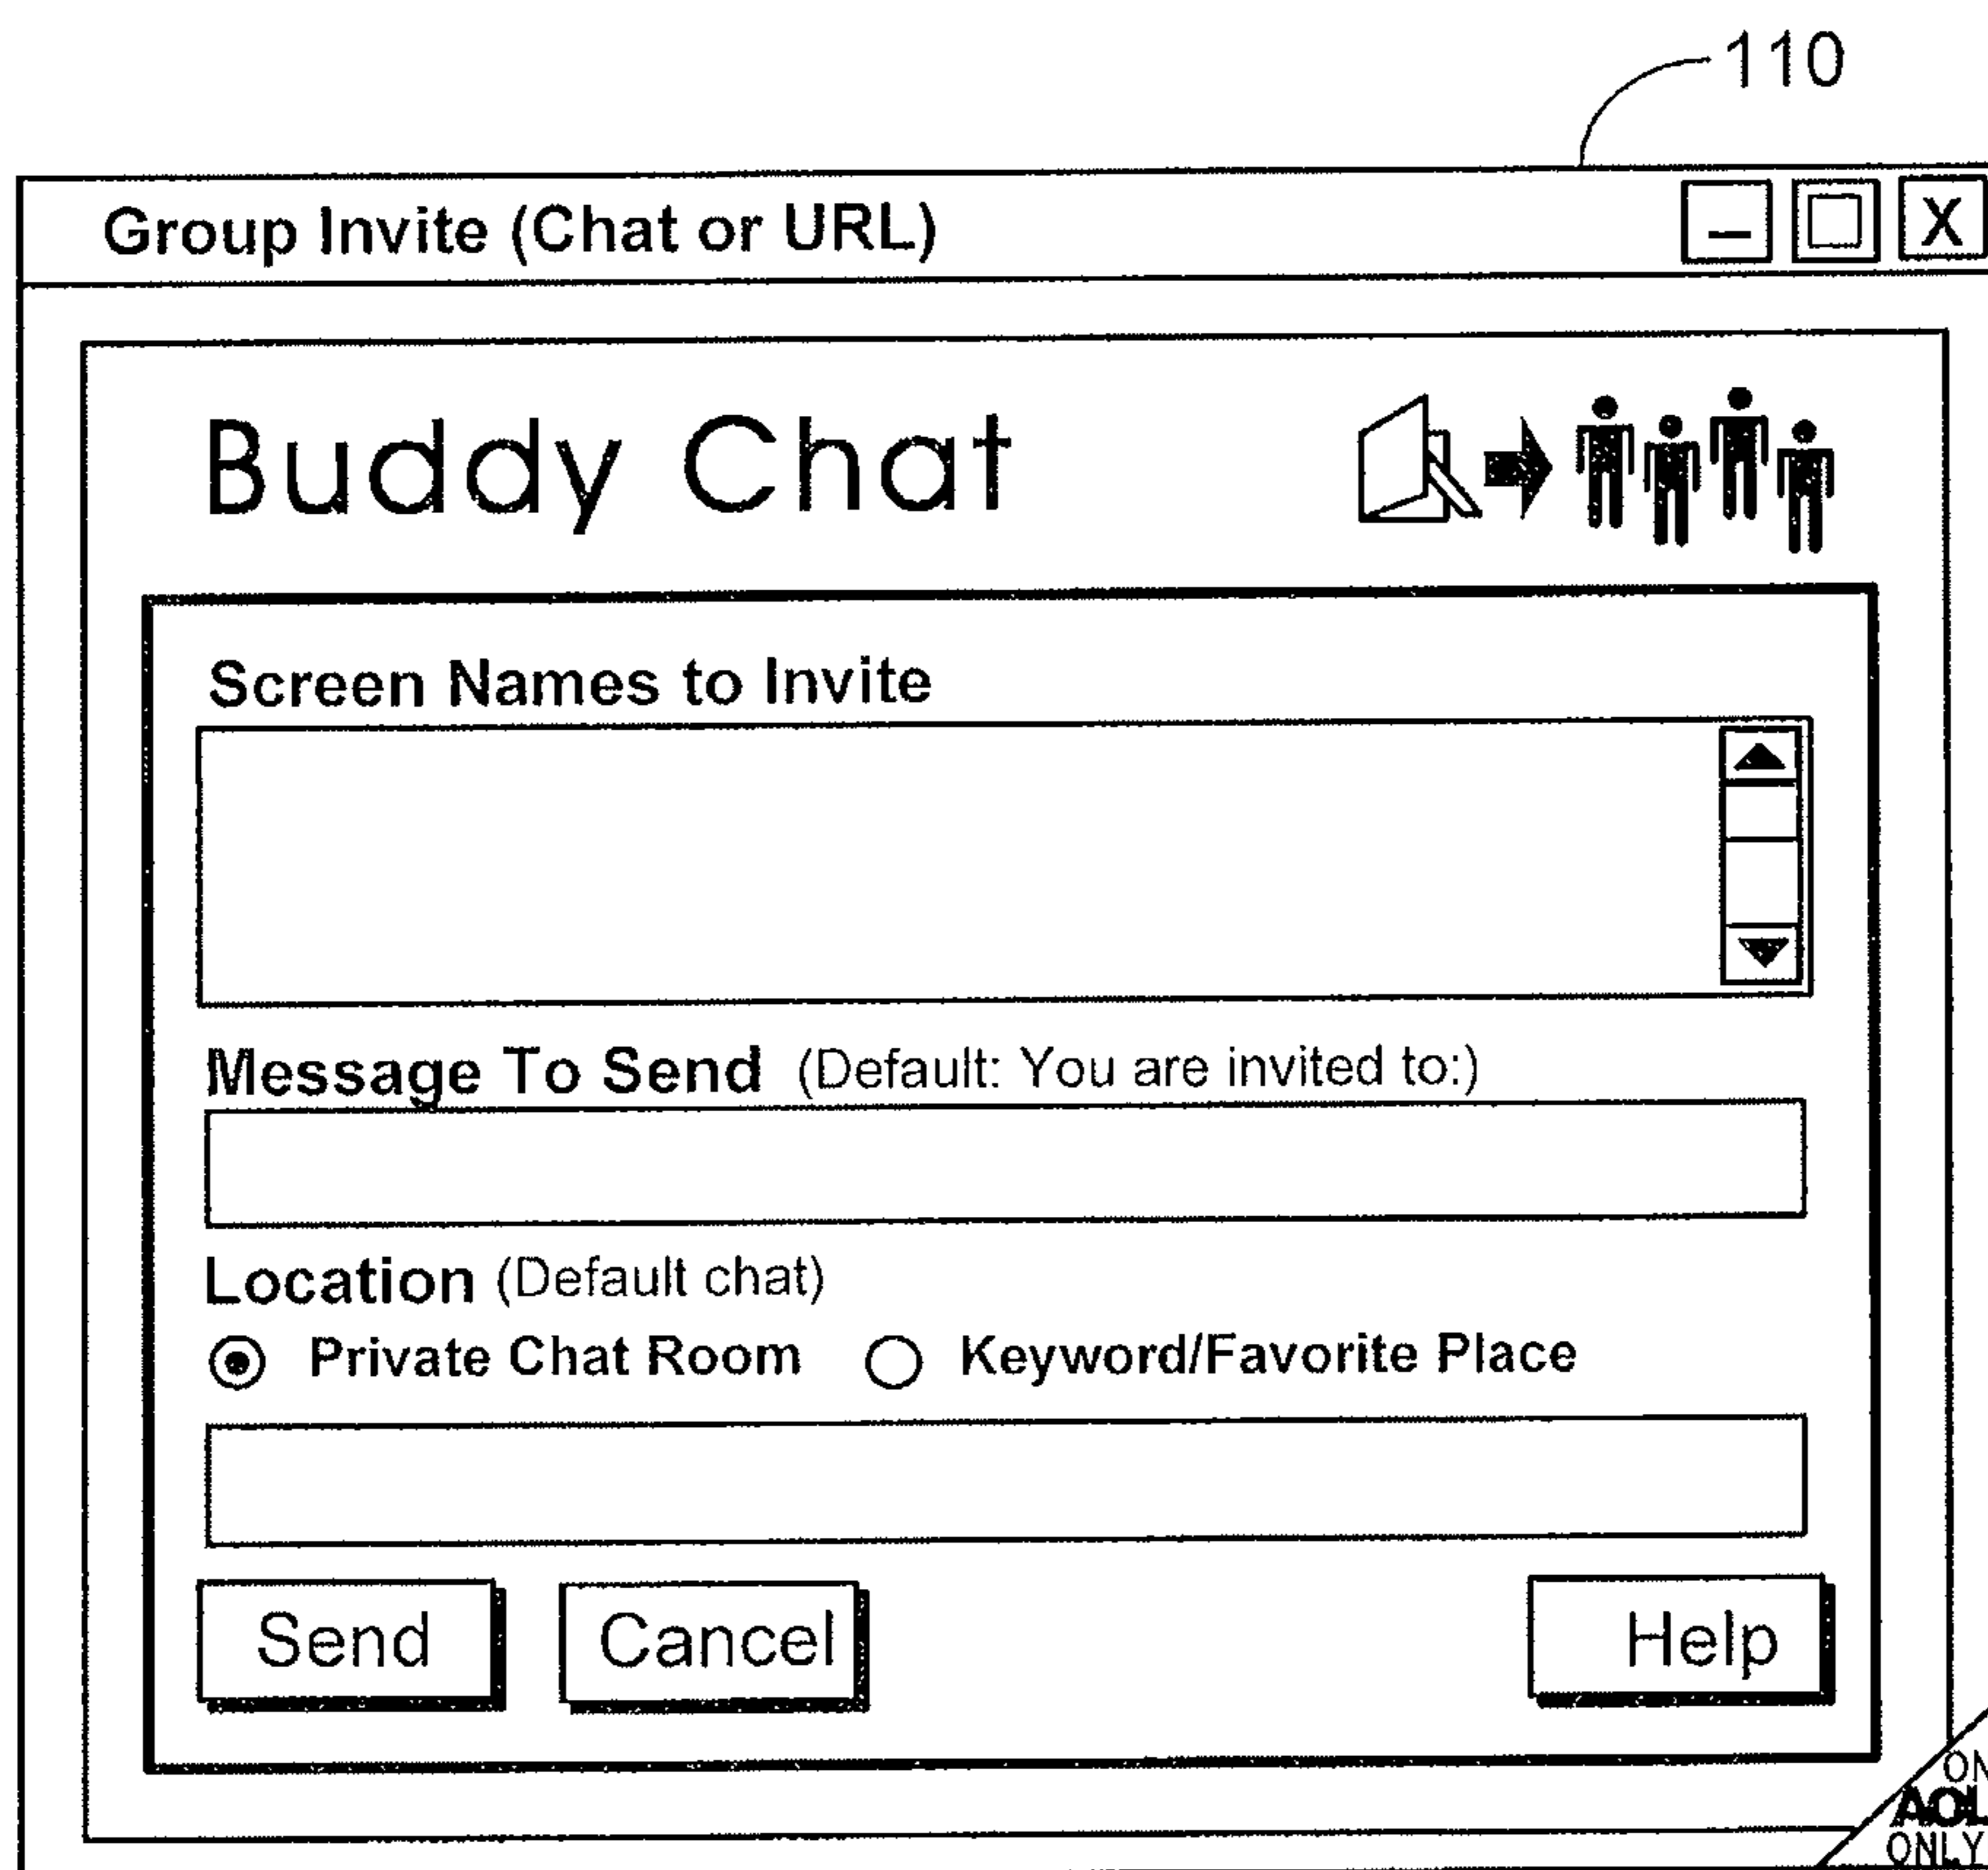 110
Group Invite (Chat or URL)
X
Buddy Chat
Screen Names to Invite
Message To Send (Default: You are invited to:)
Location (Default chat)
Private Chat Room Keyword/Favorite Place
Send Cancel Help
ON
AOL
ONLY